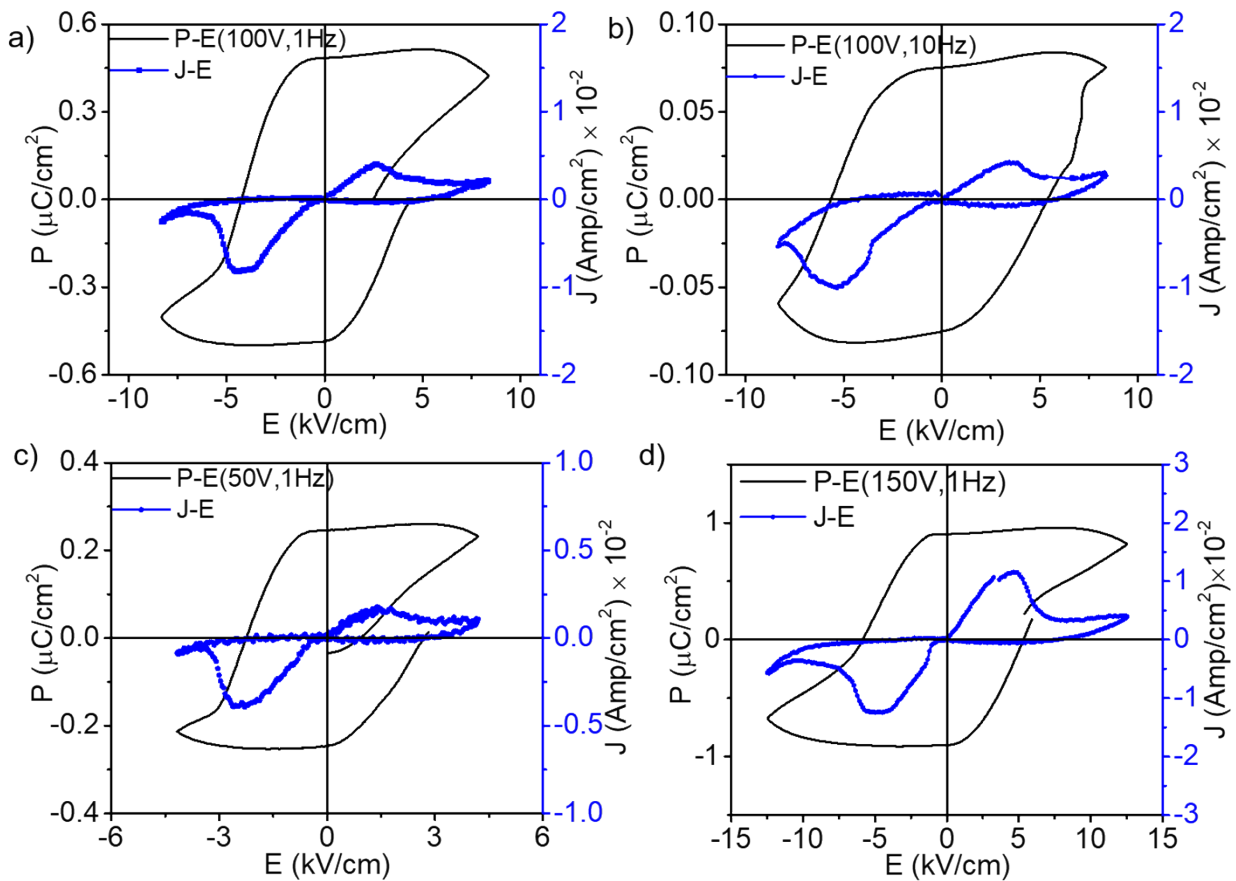 a)
P-E(100V,1Hz)
J-E
0.6
0.3
0.0
-0.3
-0.6
P (μC/cm²)
-10
-5
0
5
10
E (kV/cm)
2
1
0
-1
-2
J (Amp/cm²) × 10⁻²
b)
P-E(100V,10Hz)
J-E
0.10
0.05
0.00
-0.05
-0.10
P (μC/cm²)
-10
-5
0
5
10
E (kV/cm)
2
1
0
-1
-2
J (Amp/cm²) × 10⁻²
c)
P-E(50V,1Hz)
J-E
0.4
0.2
0.0
-0.2
-0.4
P (μC/cm²)
-6
-3
0
3
6
E (kV/cm)
1.0
0.5
0.0
-0.5
-1.0
J (Amp/cm²) × 10⁻²
d)
P-E(150V,1Hz)
J-E
1
0
-1
P (μC/cm²)
-15
-10
-5
0
5
10
15
E (kV/cm)
3
2
1
0
-1
-2
-3
J (Amp/cm²)×10⁻²